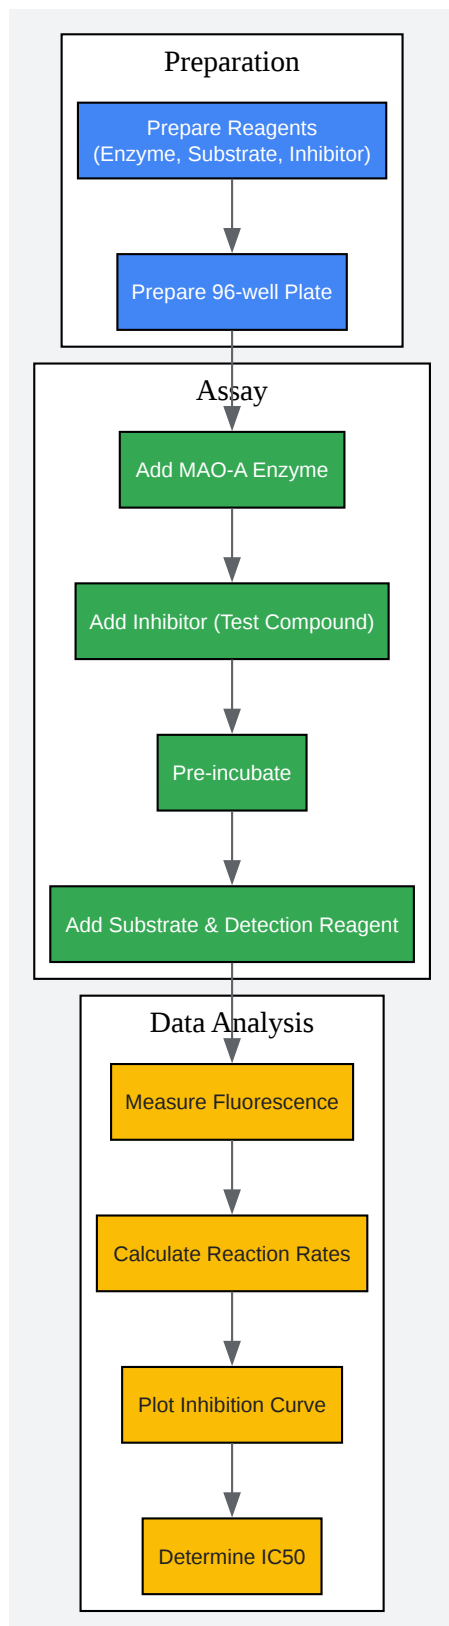 Preparation
Prepare Reagents
(Enzyme, Substrate, Inhibitor)
Prepare 96-well Plate
Assay
Add MAO-A Enzyme
Add Inhibitor (Test Compound)
Pre-incubate
Add Substrate & Detection Reagent
Data Analysis
Measure Fluorescence
Calculate Reaction Rates
Plot Inhibition Curve
Determine IC50